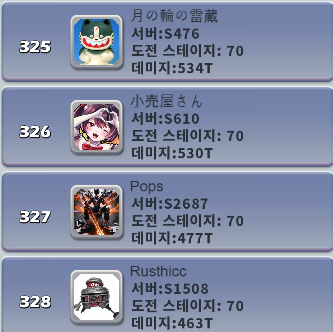 325
月の輪の雷蔵
서버:S476
도전 스테이지: 70
데미지:534T
326
小売屋さん
서버:S610
도전 스테이지: 70
데미지:530T
327
Pops
서버:S2687
도전 스테이지: 70
데미지:477T
328
Rusthicc
서버:S1508
도전 스테이지: 70
데미지:463T